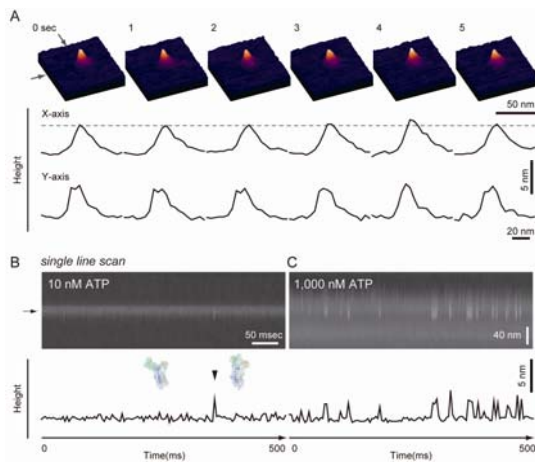 A
0 sec 1 2 3 4 5
50 nm
X-axis
Height
5 nm
Y-axis
20 nm
B single line scan C
10 nM ATP 1,000 nM ATP
50 msec
40 nm
Height
5 nm
0 500 0 500
Time(ms) Time(ms)